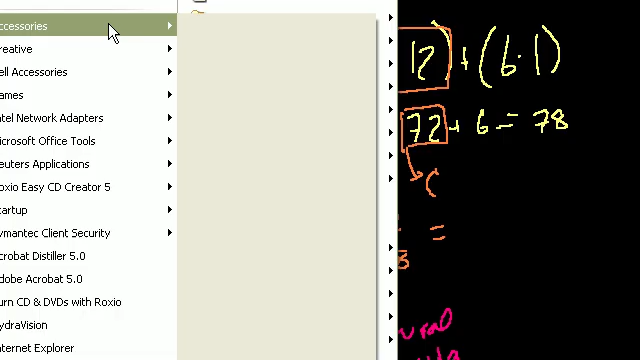 ccessories
reative
ell Accessories
ames
ntel Network Adapters
icrosoft Office Tools
euters Applications
oxio Easy CD Creator 5
tartup
ymantec Client Security
crobat Distiller 5.0
dobe Acrobat 5.0
urn CD & DVDs with Roxio
ydraVision
nternet Explorer
12) + (6·1)
72 + 6 = 78
(
=